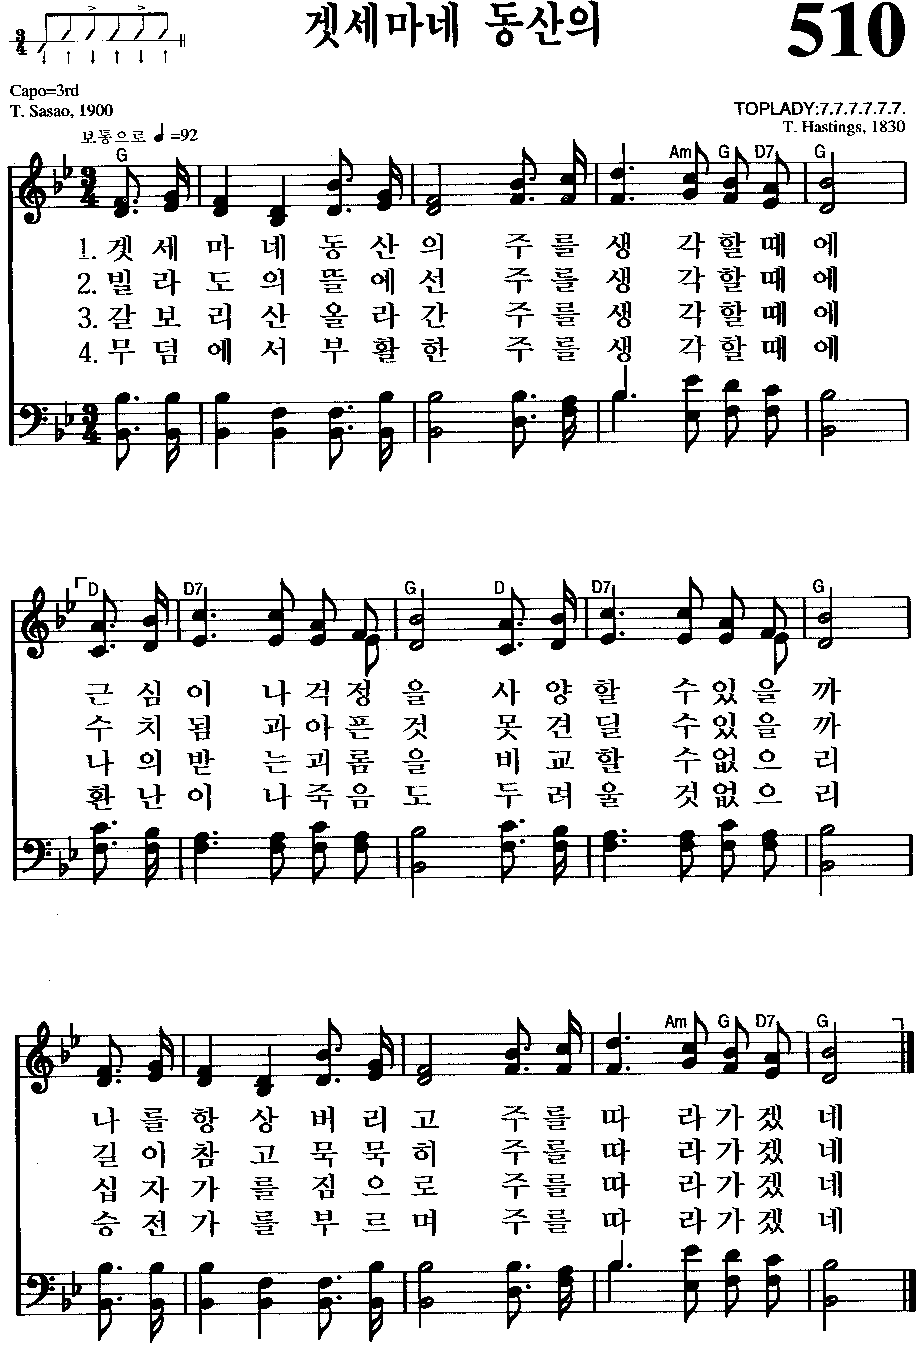 겟세마네 동산의 510
Capo=3rd
T. Sasao, 1900
TOPLADY:7.7.7.7.7.7.
T. Hastings, 1830
보통으로 ♩=92
G Am G D7 G
1. 겟 세 마 네 동 산 의 주 를 생 각 할 때 에
2. 빌 라 도 의 뜰 에 선 주 를 생 각 할 때 에
3. 갈 보 리 산 올 라 간 주 를 생 각 할 때 에
4. 무 덤 에 서 부 활 한 주 를 생 각 할 때 에
D D7 G D D7 G
근 심 이 나 걱 정 을 사 양 할 수 있 을 까
수 치 됨 과 아 픈 것 못 견 딜 수 있 을 까
나 의 받 는 괴 롬 을 비 교 할 수 없 으 리
환 난 이 나 죽 음 도 두 려 울 것 없 으 리
Am G D7 G
나 를 항 상 버 리 고 주 를 따 라 가 겠 네
길 이 참 고 묵 묵 히 주 를 따 라 가 겠 네
십 자 가 를 짐 으 로 주 를 따 라 가 겠 네
승 전 가 를 부 르 며 주 를 따 라 가 겠 네